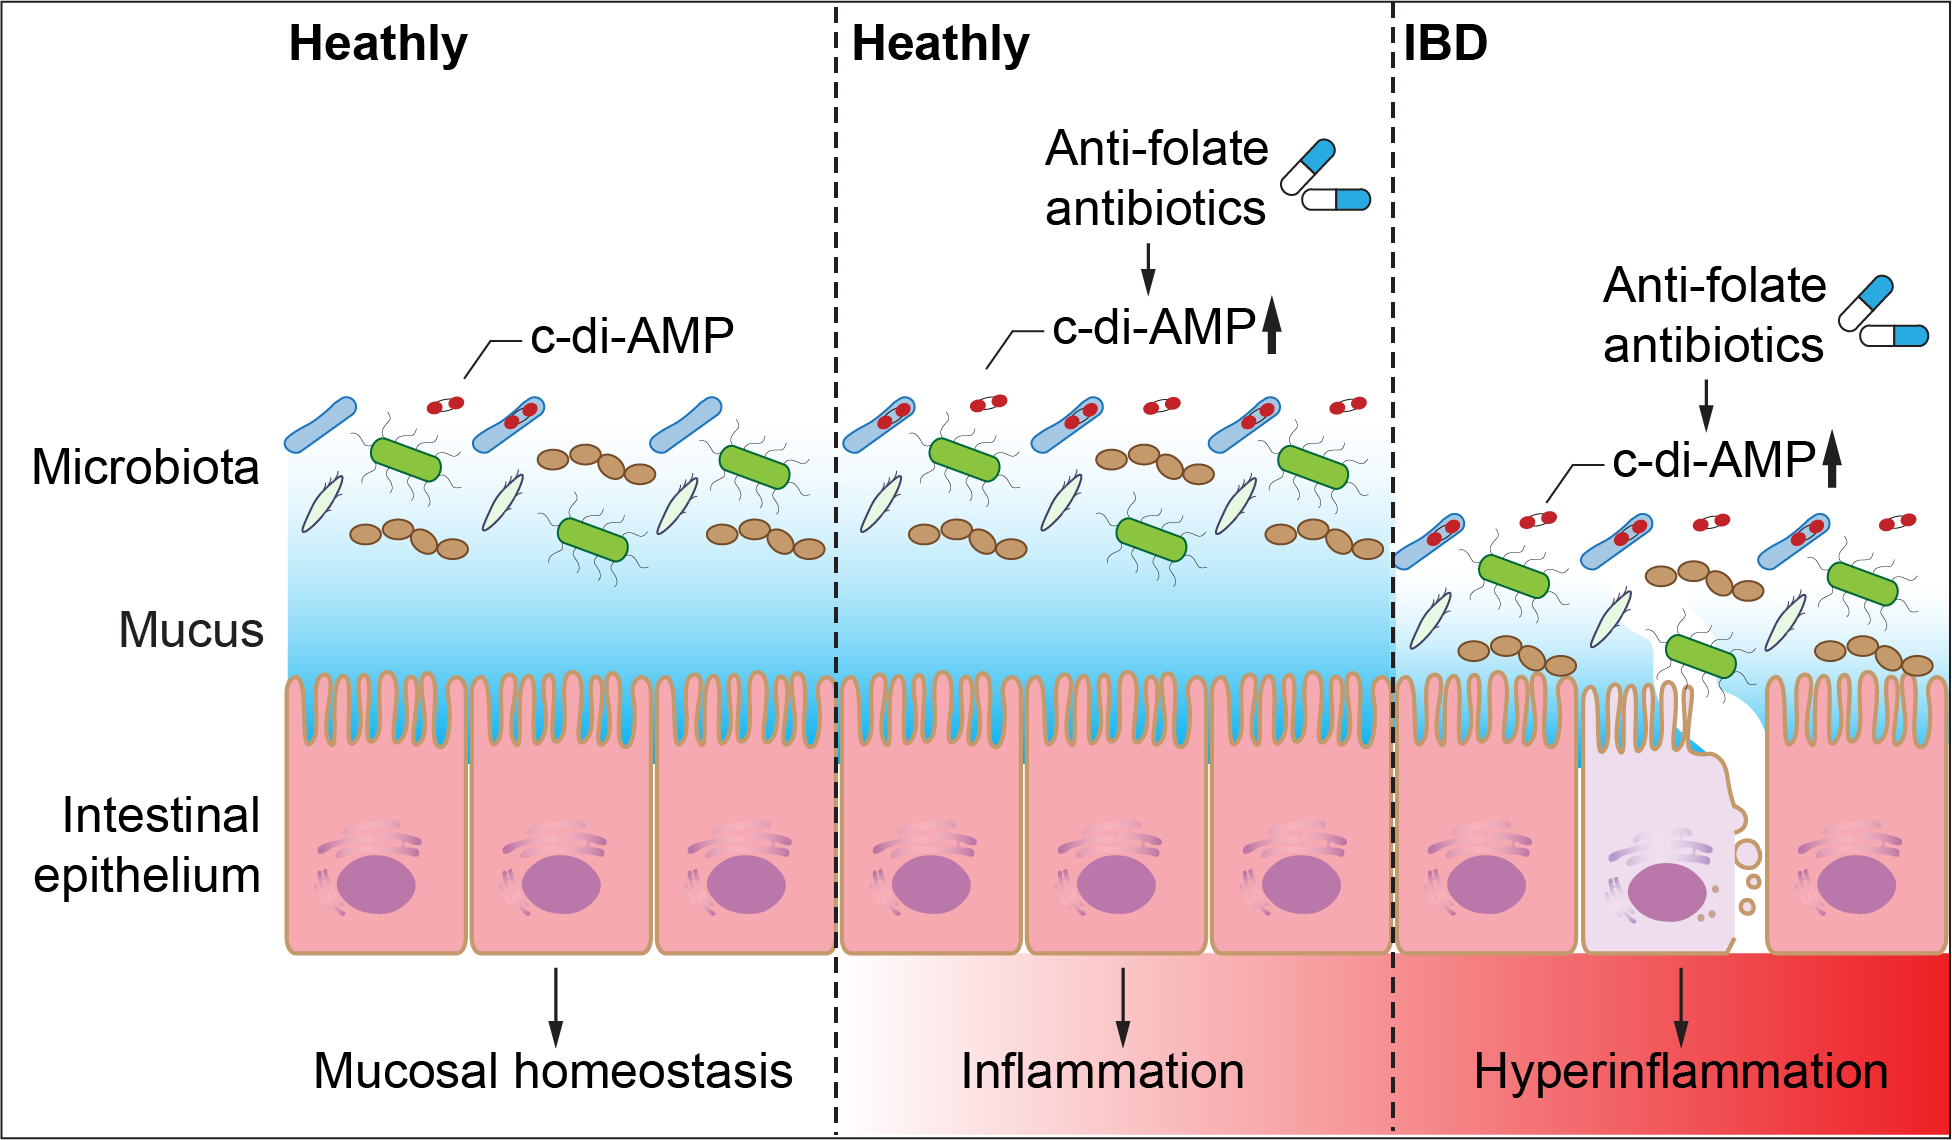 Heathly
Heathly
IBD
Anti-folate
antibiotics
c-di-AMP
c-di-AMP
Anti-folate
antibiotics
c-di-AMP
Microbiota
Mucus
Intestinal
epithelium
Mucosal homeostasis
Inflammation
Hyperinflammation